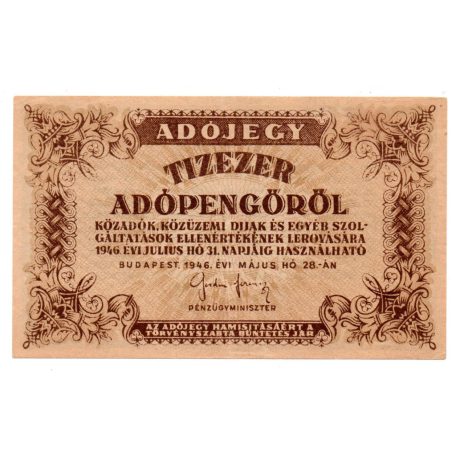 ADÓJEGY
TIZEZER
ADÓPENGŐRŐL
KÖZADÓK, KÖZÜZEMI DIJAK ÉS EGYÉB SZOL-
GÁLTATÁSOK ELLENÉRTÉKÉNEK LEROVÁSÁRA
1946. ÉVI JULIUS HÓ 31. NAPJÁIG HASZNÁLHATÓ
BUDAPEST, 1946. ÉVI MÁJUS HÓ 28.-ÁN
PÉNZÜGYMINISZTER
AZ ADÓJEGY HAMISITÁSÁÉRT A
TÖRVÉNYSZABTA BÜNTETÉS JÁR